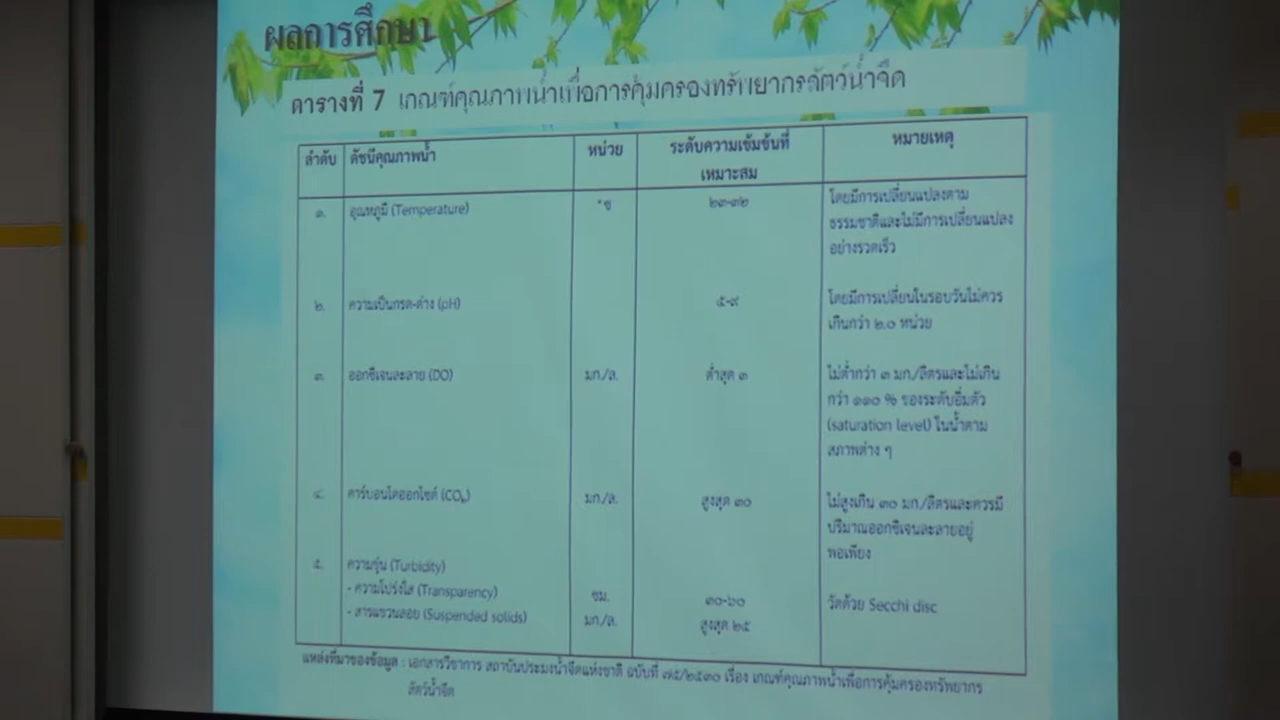 ผลการศึกษา
ตารางที่ 7 เกณฑ์คุณภาพน้ำเพื่อการคุ้มครองทรัพยากรสัตว์น้ำจืด
ลำดับ ดัชนีคุณภาพน้ำ หน่วย ระดับความเข้มข้นที่เหมาะสม หมายเหตุ
๑. อุณหภูมิ (Temperature) °ซ ๒๓-๓๒ โดยมีการเปลี่ยนแปลงตาม
ธรรมชาติและไม่มีการเปลี่ยนแปลง
อย่างรวดเร็ว
๒. ความเป็นกรด-ด่าง (pH) ๕-๙ โดยมีการเปลี่ยนในรอบวันไม่ควร
เกินกว่า ๒.๐ หน่วย
๓. ออกซิเจนละลาย (DO) มก./ล. ต่ำสุด ๓ ไม่ต่ำกว่า ๓ มก./ลิตรและไม่เกิน
กว่า ๑๑๐ % ของระดับอิ่มตัว
(saturation level) ในน้ำตาม
สภาพต่าง ๆ
๔. คาร์บอนไดออกไซด์ (CO₂) มก./ล. สูงสุด ๓๐ ไม่สูงเกิน ๓๐ มก./ลิตรและควรมี
ปริมาณออกซิเจนละลายอยู่
พอเพียง
๕. ความขุ่น (Turbidity)
- ความโปร่งใส (Transparency) ซม. ๓๐-๖๐ วัดด้วย Secchi disc
- สารแขวนลอย (Suspended solids) มก./ล. สูงสุด ๒๕
แหล่งที่มาของข้อมูล : เอกสารวิชาการ สถาบันประมงน้ำจืดแห่งชาติ ฉบับที่ ๗๕/๒๕๓๐ เรื่อง เกณฑ์คุณภาพน้ำเพื่อการคุ้มครองทรัพยากร
สัตว์น้ำจืด